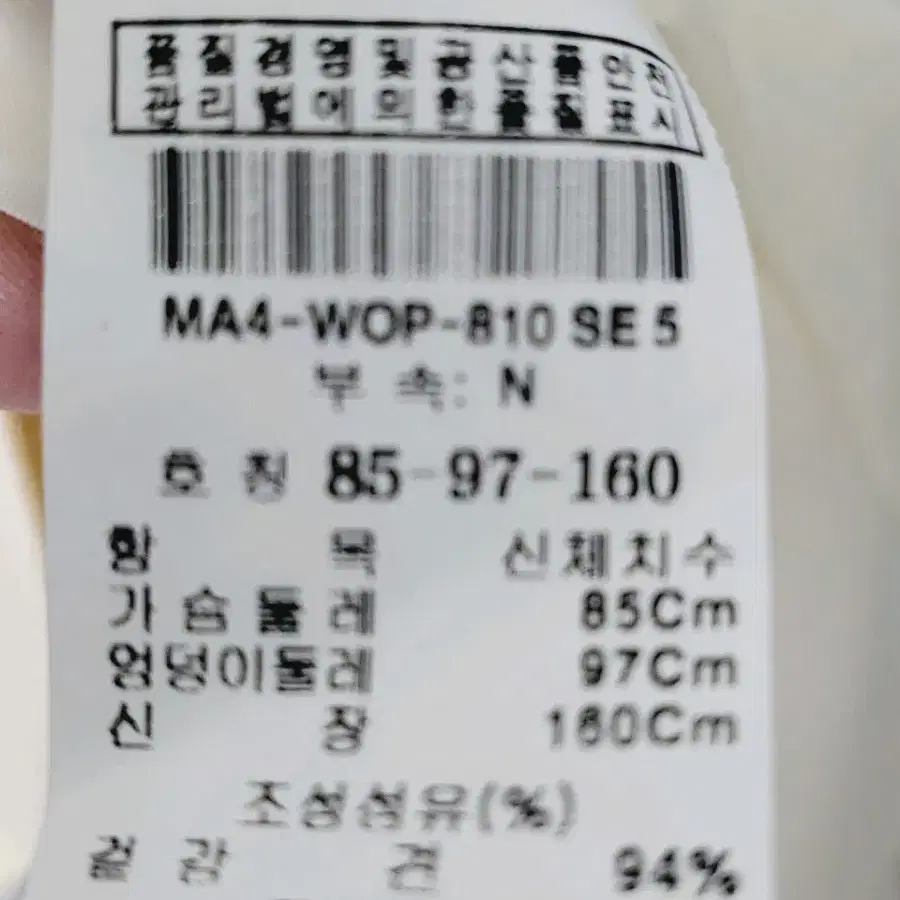 품질경영및공산품안전
관리법에의한품질표시
MA4-WOP-810 SE 5
부 속: N
호 칭 85-97-160
항 목 신체치수
가슴둘레 85Cm
엉덩이둘레 97Cm
신 장 160Cm
조성섬유(%)
겉 감 면 94%